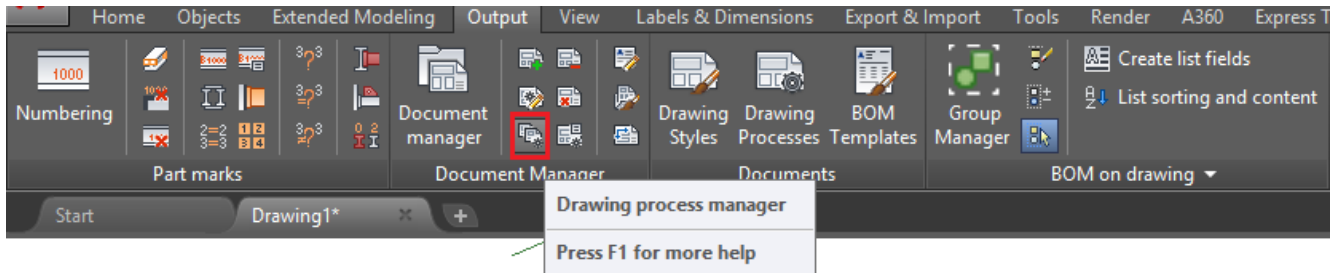 Home Objects Extended Modeling Output View Labels & Dimensions Export & Import Tools Render A360 Express T
1000
Numbering
Document
manager
Drawing
Styles
Drawing
Processes
BOM
Templates
Group
Manager
Create list fields
List sorting and content
Part marks
Document Manager
Documents
BOM on drawing
Start
Drawing1*
Drawing process manager
Press F1 for more help